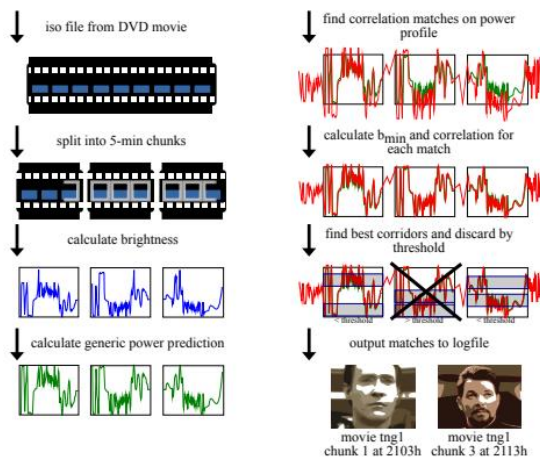 iso file from DVD movie
split into 5-min chunks
calculate brightness
calculate generic power prediction
find correlation matches on power
profile
calculate bmin and correlation for
each match
find best corridors and discard by
threshold
< threshold
> threshold
< threshold
output matches to logfile
movie tng1
chunk 1 at 2103h
movie tng1
chunk 3 at 2113h